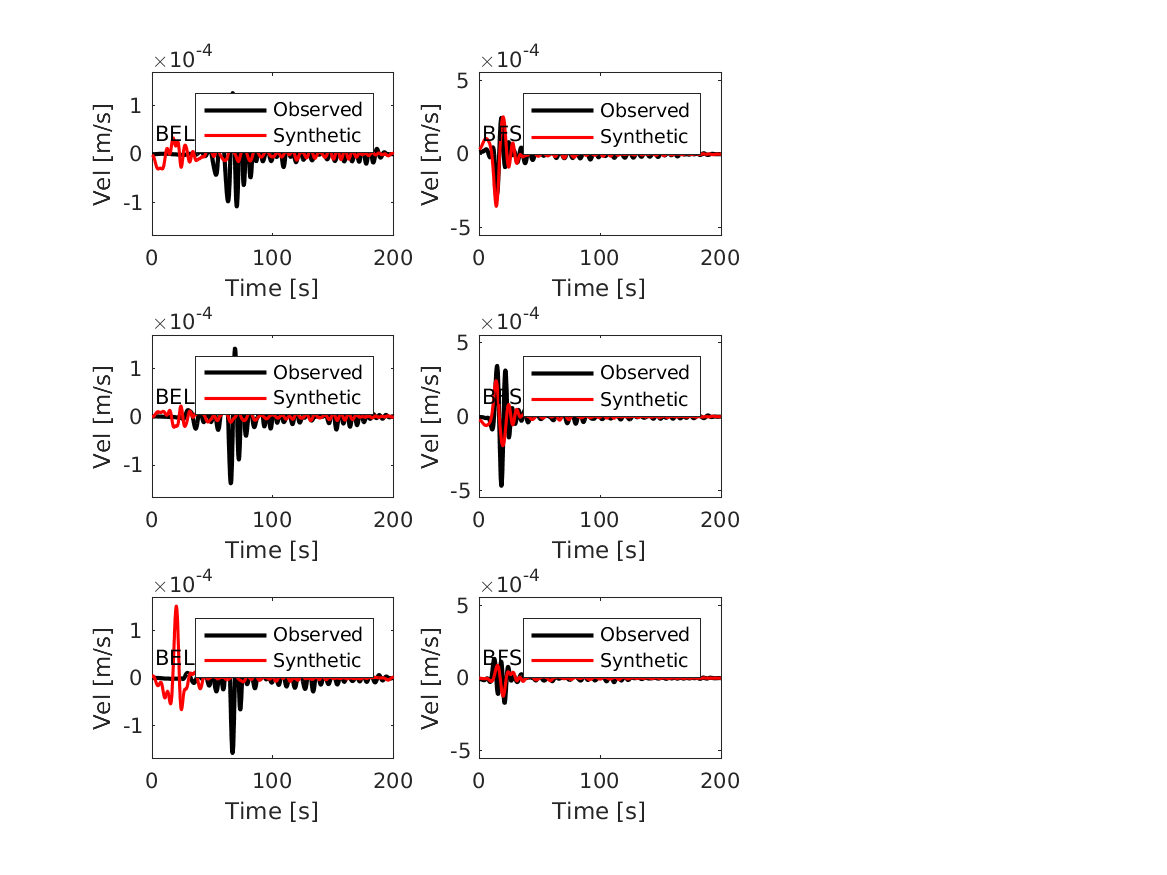 ×10-4
Vel [m/s]
1
0
-1
BEL
Observed
Synthetic
0 100 200
Time [s]
×10-4
Vel [m/s]
5
0
-5
BFS
Observed
Synthetic
0 100 200
Time [s]
×10-4
Vel [m/s]
1
0
-1
BEL
Observed
Synthetic
0 100 200
Time [s]
×10-4
Vel [m/s]
5
0
-5
BFS
Observed
Synthetic
0 100 200
Time [s]
×10-4
Vel [m/s]
1
0
-1
BEL
Observed
Synthetic
0 100 200
Time [s]
×10-4
Vel [m/s]
5
0
-5
BFS
Observed
Synthetic
0 100 200
Time [s]